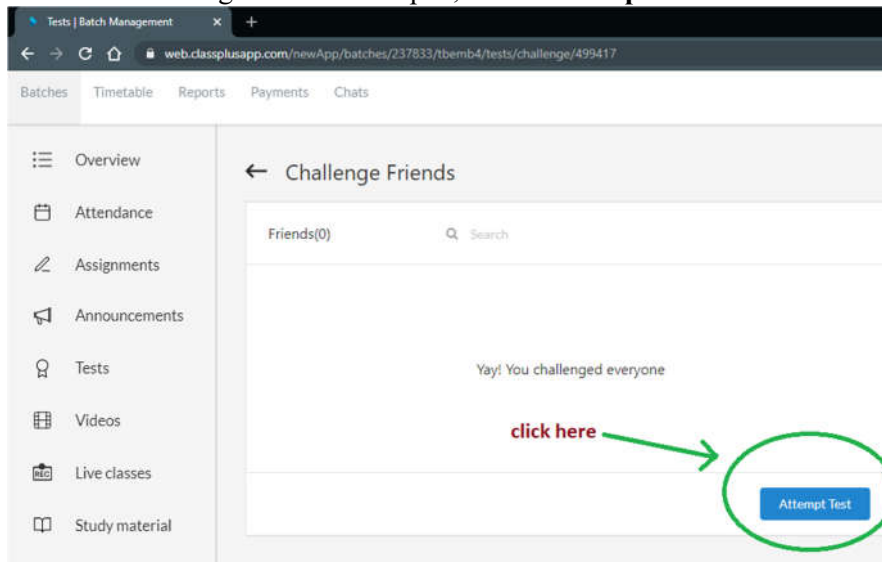 Tests | Batch Management
web.classplusapp.com/newApp/batches/237833/tbemb4/tests/challenge/499417
Batches Timetable Reports Payments Chats
Overview
Attendance
Assignments
Announcements
Tests
Videos
REC Live classes
Study material
Challenge Friends
Friends(0) Search
Yay! You challenged everyone
click here
Attempt Test